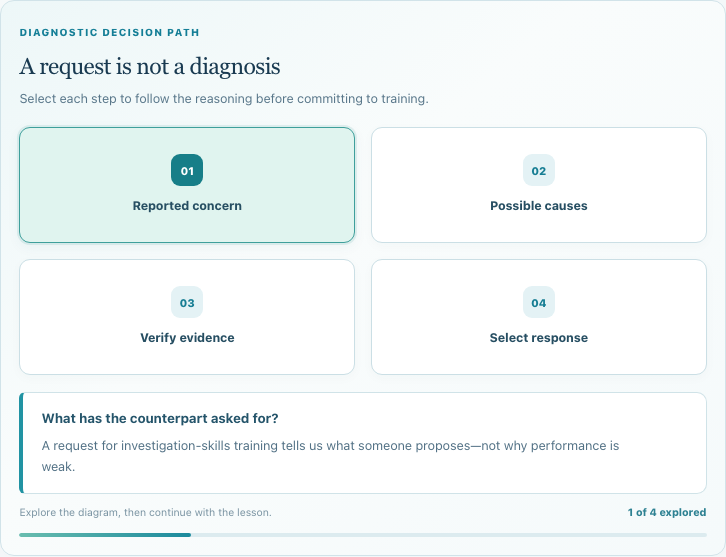 DIAGNOSTIC DECISION PATH
A request is not a diagnosis
Select each step to follow the reasoning before committing to training.
01
Reported concern
02
Possible causes
03
Verify evidence
04
Select response
What has the counterpart asked for?
A request for investigation-skills training tells us what someone proposes—not why performance is
weak.
Explore the diagram, then continue with the lesson.
1 of 4 explored